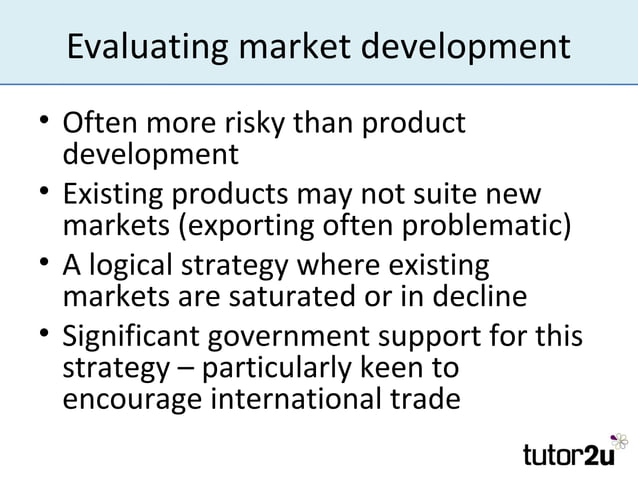 Evaluating market development
• Often more risky than product
development
• Existing products may not suite new
markets (exporting often problematic)
• A logical strategy where existing
markets are saturated or in decline
• Significant government support for this
strategy – particularly keen to
encourage international trade
tutor2u